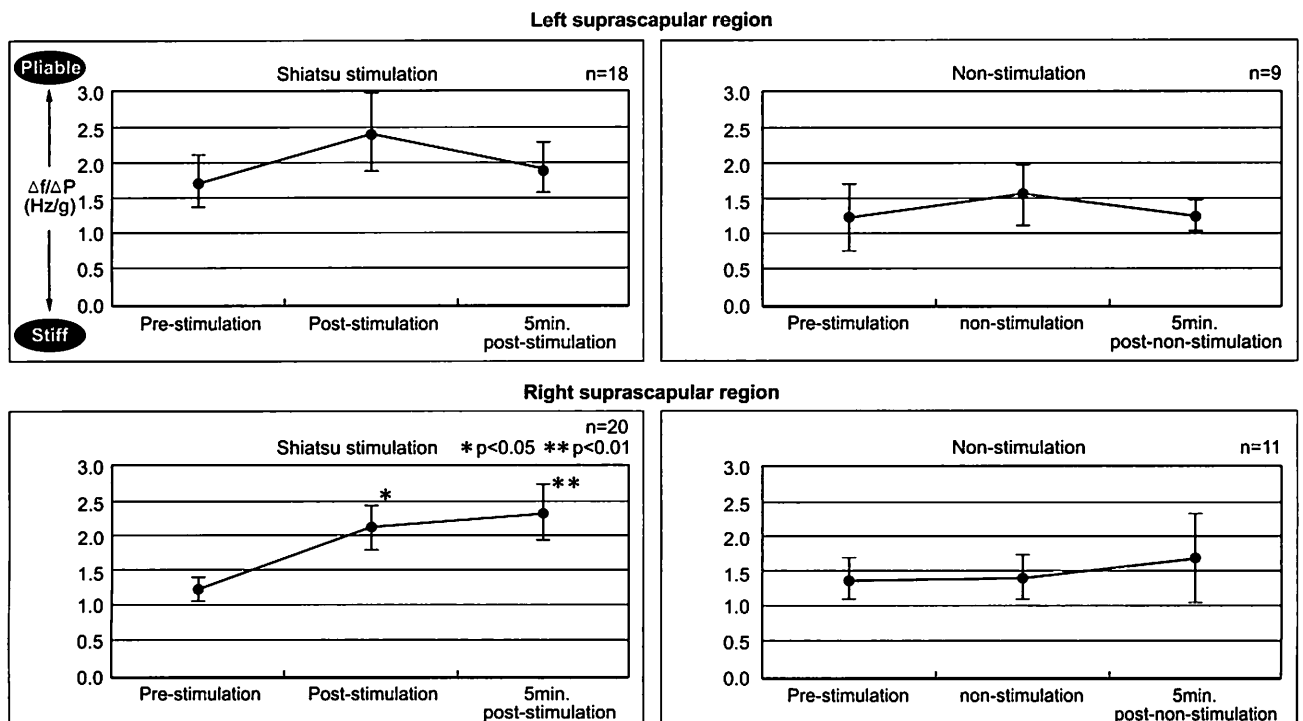 Left suprascapular region
Pliable
Shiatsu stimulation n=18
3.0
2.5
2.0
Δf/ΔP
(Hz/g)
1.5
1.0
0.5
0.0
Stiff
Pre-stimulation Post-stimulation 5min.
post-stimulation
Non-stimulation n=9
3.0
2.5
2.0
1.5
1.0
0.5
0.0
Pre-stimulation non-stimulation 5min.
post-non-stimulation
Right suprascapular region
n=20
Shiatsu stimulation *p<0.05 **p<0.01
3.0
2.5
2.0
1.5
1.0
0.5
0.0
*
**
Pre-stimulation Post-stimulation 5min.
post-stimulation
Non-stimulation n=11
3.0
2.5
2.0
1.5
1.0
0.5
0.0
Pre-stimulation non-stimulation 5min.
post-non-stimulation